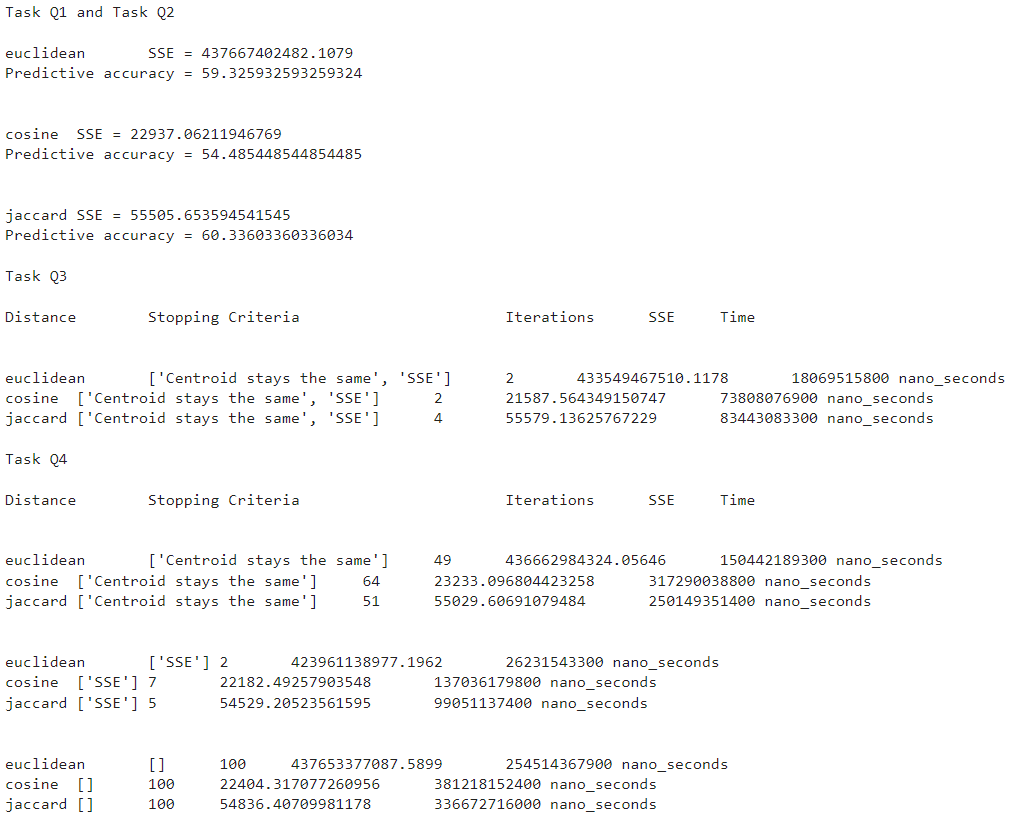 Task Q1 and Task Q2
euclidean SSE = 437667402482.1079
Predictive accuracy = 59.325932593259324
cosine SSE = 22937.06211946769
Predictive accuracy = 54.485448544854485
jaccard SSE = 55505.653594541545
Predictive accuracy = 60.33603360336034
Task Q3
Distance Stopping Criteria Iterations SSE Time
euclidean ['Centroid stays the same', 'SSE'] 2 433549467510.1178 18069515800 nano_seconds
cosine ['Centroid stays the same', 'SSE'] 2 21587.564349150747 73808076900 nano_seconds
jaccard ['Centroid stays the same', 'SSE'] 4 55579.13625767229 83443083300 nano_seconds
Task Q4
Distance Stopping Criteria Iterations SSE Time
euclidean ['Centroid stays the same'] 49 436662984324.05646 150442189300 nano_seconds
cosine ['Centroid stays the same'] 64 23233.096804423258 317290038800 nano_seconds
jaccard ['Centroid stays the same'] 51 55029.60691079484 250149351400 nano_seconds
euclidean ['SSE'] 2 423961138977.1962 26231543300 nano_seconds
cosine ['SSE'] 7 22182.49257903548 137036179800 nano_seconds
jaccard ['SSE'] 5 54529.20523561595 99051137400 nano_seconds
euclidean [] 100 437653377087.5899 254514367900 nano_seconds
cosine [] 100 22404.317077260956 381218152400 nano_seconds
jaccard [] 100 54836.40709981178 336672716000 nano_seconds